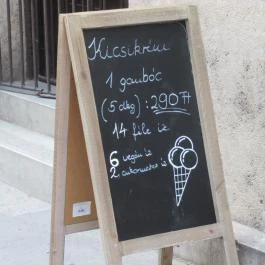 Kicsikrém
1 gombóc
(5 dkg) : 290 Ft
14 féle íz
6 vegán íz
2 cukormentes íz